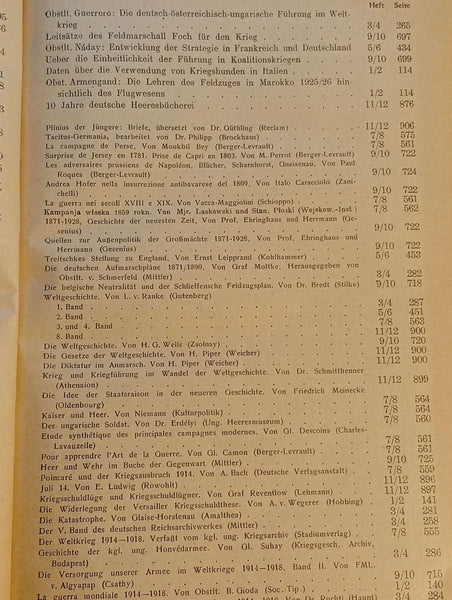 Heft Seite
Obstlt. Guerroro: Die deutsch-österreichisch-ungarische Führung im Welt-
krieg . . . 3/4 265
Leitsätze des Feldmarschall Foch für den Krieg . . . 9/10 697
Obstlt. Náday: Entwicklung der Strategie in Frankreich und Deutschland 5/6 434
Ueber die Einheitlichkeit der Führung in Koalitionskriegen . . . 9/10 699
Daten über die Verwendung von Kriegshunden in Italien . . . 1/2 114
Obst. Armengand: Die Lehren des Feldzuges in Marokko 1925/26 hin-
sichtlich des Flugwesens . . . 1/2 114
10 Jahre deutsche Heeresbücherei . . . 11/12 876
Plinius der Jüngere: Briefe, übersetzt von Dr. Güthling (Reclam) . . . 11/12 906
Tacitus-Germania, bearbeitet von Dr. Philipp (Brockhaus) . . . 7/8 575
La campagne de Perse. Von Moukbil Bey (Berger-Levrault) . . . 7/8 561
Surprise de Jersey en 1781. Prise de Capri en 1803. Von M. Perrot (Berger-Levrault) 9/10 722
Les adversaires prussiens de Napoléon, Blücher, Scharnhorst, Gneisenau. Von Paul
Roques (Berger-Levrault) . . . 9/10 724
Andrea Hofer nella insurrezione antibavarese del 1809. Von Italo Caracciolo (Zani-
chelli) . . . 9/10 722
La guerra nei secoli XVIII e XIX. Von Vacca-Maggiolini (Schioppo) . . . 7/8 561
Kampanja włoska 1859 roku. Von Mjr. Laskowski und Stan. Płoski (Wojskow.-Inst.) 7/8 562
1871-1928, Geschichte der neuesten Zeit. Von Prof. Ehringhaus und Herrmann (Ge-
senius) . . . 9/10 722
Quellen zur Außenpolitik der Großmächte 1871-1928, Von Prof. Ehringhaus und
Herrmann (Gesenius) . . . 9/10 722
Treitschkes Stellung zu England, Von Ernst Leipprand (Kohlhammer) . . . 5/6 453
Die deutschen Aufmarschpläne 1871/1890, Von Graf Moltke, Herausgegeben von
Obstlt. v. Schmerfeld (Mittler) . . . 3/4 282
Die belgische Neutralität und der Schlieffensche Feldzugsplan. Von Dr. Bredt (Stilke) 9/10 718
Weltgeschichte. Von L. v. Ranke (Gutenberg)
1. Band . . . 3/4 287
2. Band . . . 5/6 451
3. und 4. Band . . . 7/8 563
8. Band . . . 11/12 900
Die Weltgeschichte. Von H. G. Wells (Zsolnay) . . . 9/10 720
Die Gesetze der Weltgeschichte. Von H. Piper (Weicher) . . . 11/12 900
Die Diktatur im Anmarsch. Von H. Piper (Weicher) . . . 11/12 900
Krieg und Kriegführung im Wandel der Weltgeschichte. Von Dr. Schmitthenner
(Athenaion) . . . 11/12 899
Die Idee der Staatsraison in der neueren Geschichte. Von Friedrich Meinecke
(Oldenbourg) . . . 7/8 564
Kaiser und Heer. Von Niemann (Kulturpolitik) . . . 7/8 564
Der ungarische Soldat. Von Dr. Erdélyi (Ung. Heeresmuseum) . . . 7/8 560
Etude synthétique des principales campagnes modernes. Von Gl. Descoins (Charles-
Lavauzelle) . . . 7/8 561
Pour apprendre l'Art de la Guerre. Von Gl. Camon (Berger-Levrault) . . . 7/8 561
Heer und Wehr im Buche der Gegenwart (Mittler) . . . 9/10 725
Poincaré und der Kriegsausbruch 1914. Von A. Bach (Deutsche Verlagsanstalt) . . . 7/8 559
Juli 14. Von E. Ludwig (Rowohlt) . . . 11/12 896
Kriegsschuldlüge und Kriegsschuldige. Von Graf Reventlow (Lehmann) . . . 11/12 897
Die Widerlegung der Versailler Kriegsschuldthese. Von A. v. Wegerer (Hobbing) . . . 1/2 141
Die Katastrophe. Von Glaise-Horstenau (Amalthea) . . . 3/4 281
Der V. Band des deutschen Reichsarchivwerkes (Mittler) . . . 3/4 258
Der Weltkrieg 1914-1918. Verfaßt vom kgl. ung. Kriegsarchiv (Stadiumverlag) . . . 7/8 555
Geschichte der kgl. ung. Honvédarmee. Von Gl. Suhay (Kriegsgesch. Archiv,
Budapest) . . . 3/4 286
Die Versorgung unserer Armee im Weltkriege 1914-1918. Band II. Von FML.
v. Algyapap (Csathy) . . . 9/10 715
La guerra mondiale 1914-1918. Von Obstlt. B. Gioda (Soc. Tip.) . . . 1/2 140
3/4 284